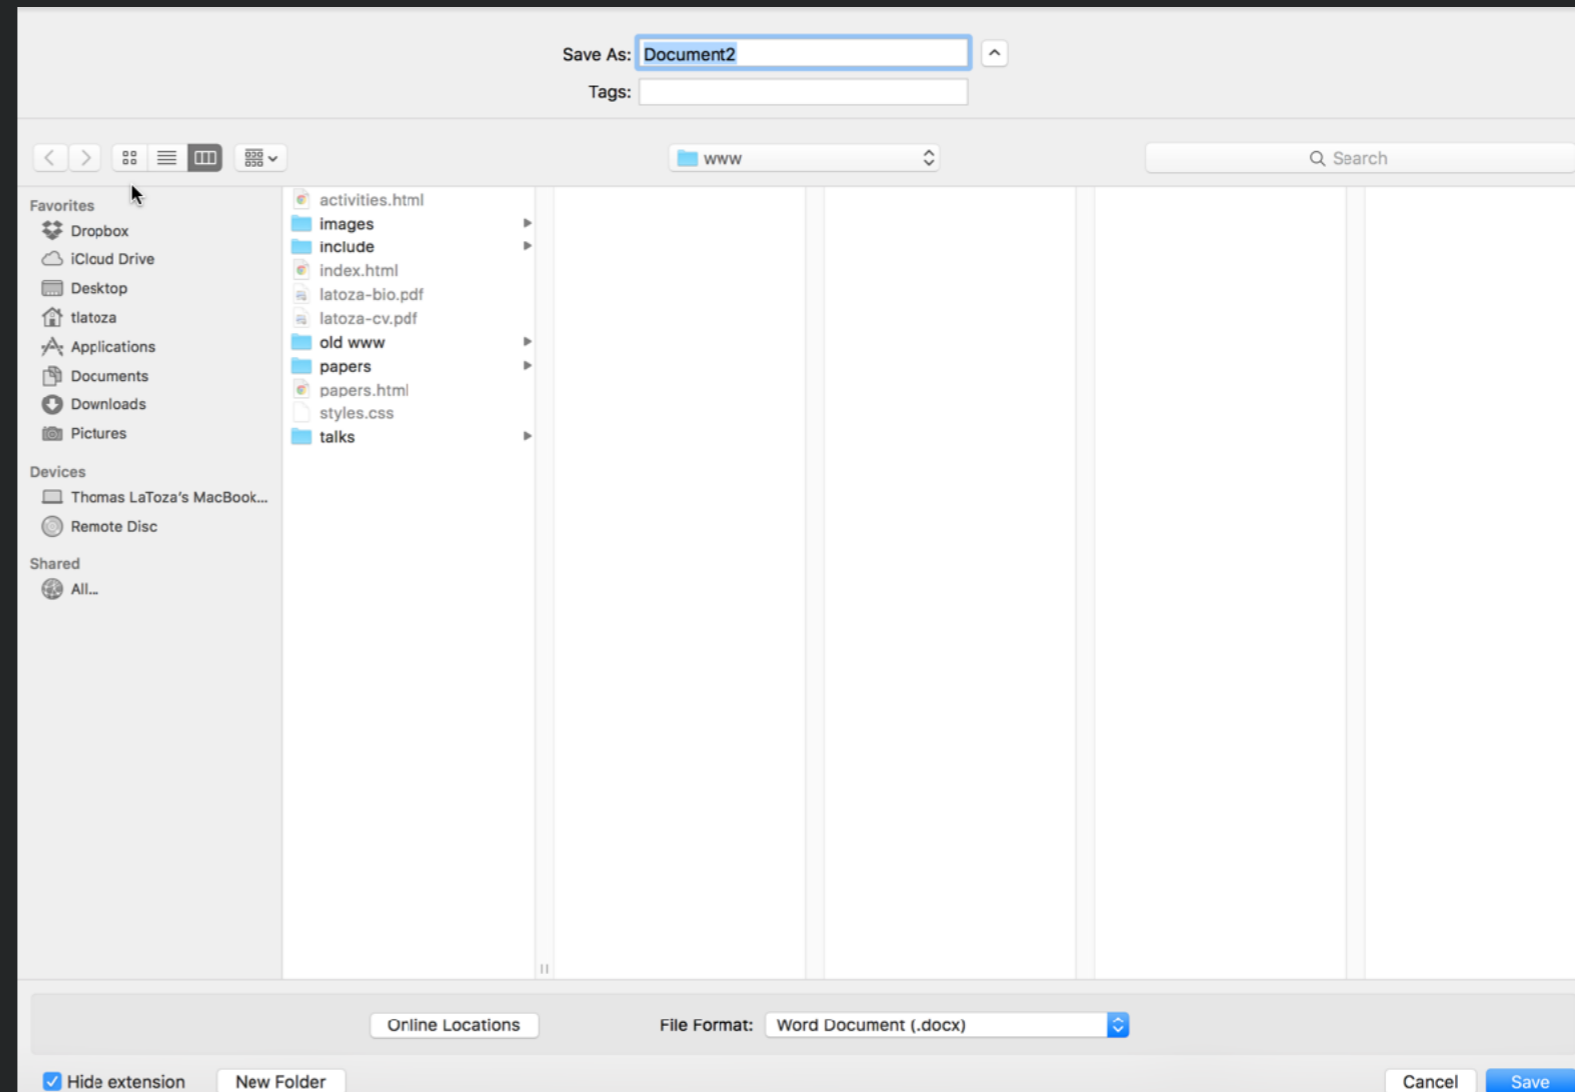 Save As: Document2
Tags:
www
Search
Favorites
Dropbox
iCloud Drive
Desktop
tlatoza
Applications
Documents
Downloads
Pictures
Devices
Thomas LaToza's MacBook...
Remote Disc
Shared
All...
activities.html
images
include
index.html
latoza-bio.pdf
latoza-cv.pdf
old www
papers
papers.html
styles.css
talks
Online Locations
File Format: Word Document (.docx)
Hide extension
New Folder
Cancel
Save